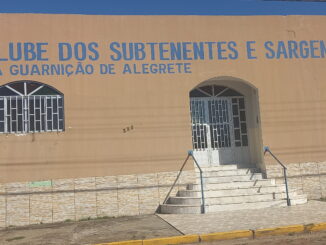 LUBE DOS SUBTENENTES E SARGEN
A GUARNIÇÃO DE ALEGRETE